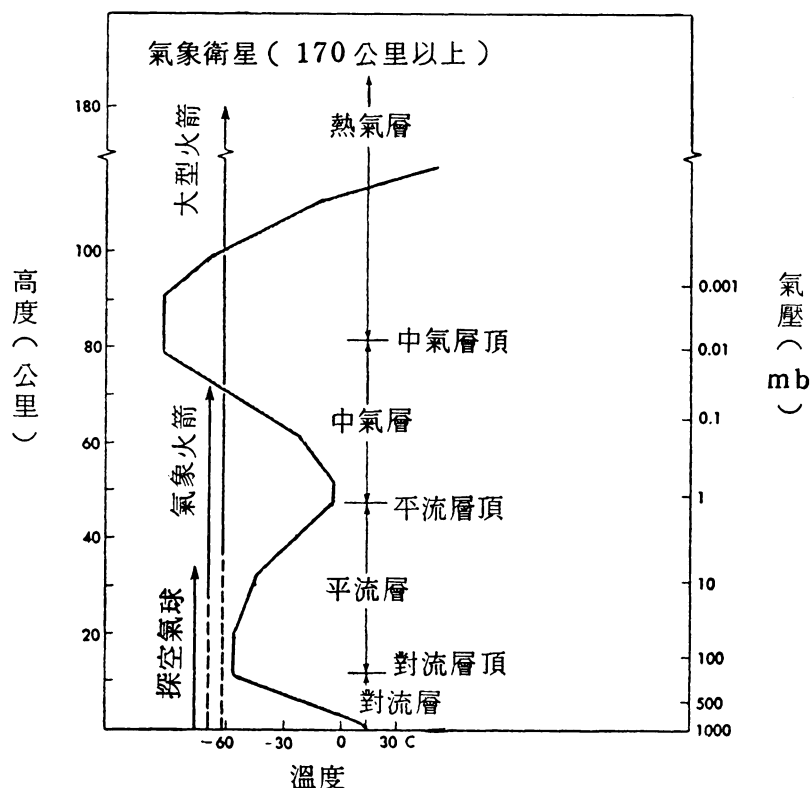 氣象衛星（170公里以上）
180
熱氣層
大型火箭
100
高度（公里）
0.001
氣壓（mb）
中氣層頂
80
0.01
中氣層
0.1
氣象火箭
60
平流層頂
1
40
平流層
10
探空氣球
20
對流層頂
100
對流層
500
1000
-60
-30
0
30 C
溫度